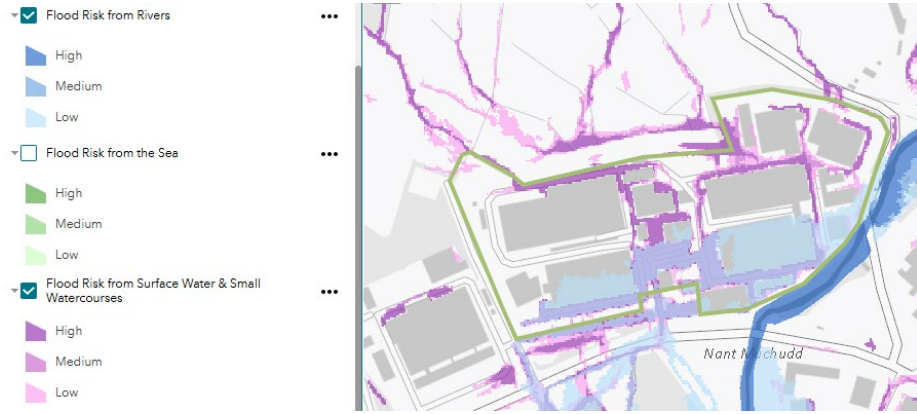 Flood Risk from Rivers
•••
High
Medium
Low
Flood Risk from the Sea
•••
High
Medium
Low
Flood Risk from Surface Water & Small
Watercourses
•••
High
Medium
Low
Nant Muchudd